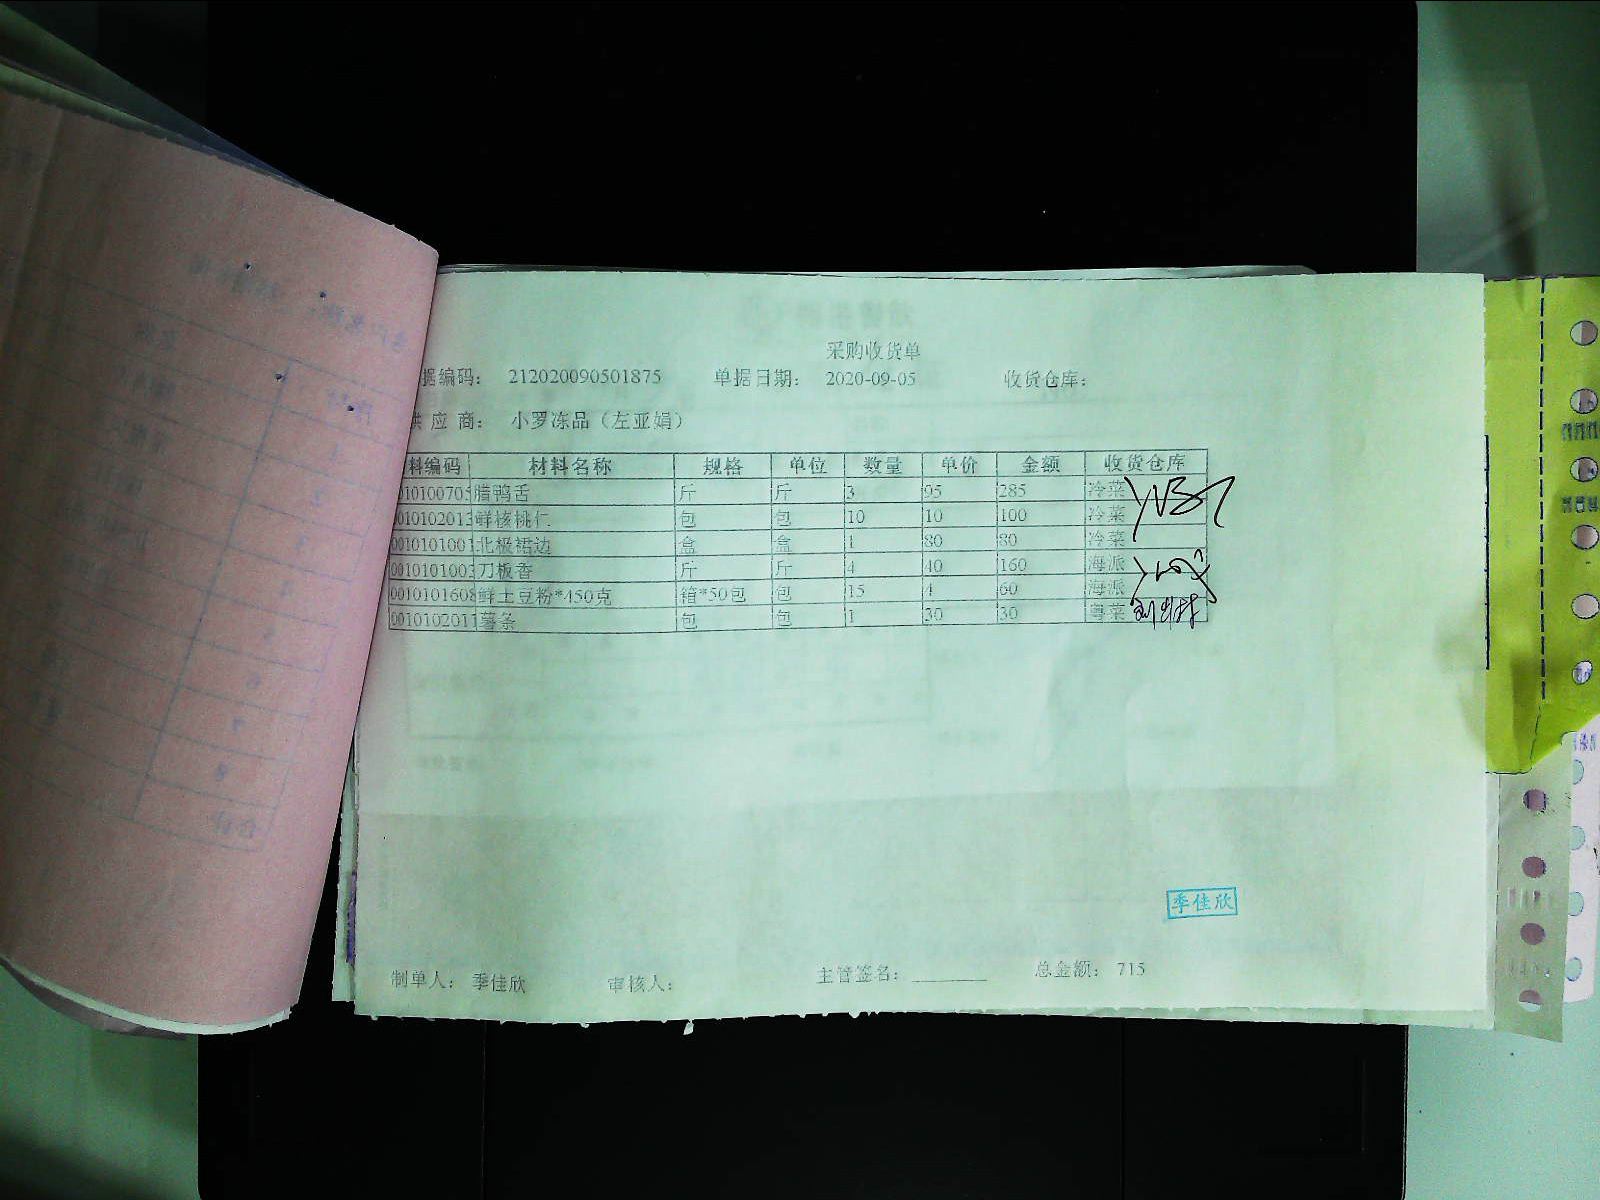 采购收货单
据编码： 212020090501875 单据日期： 2020-09-05 收货仓库：
供 应 商： 小罗冻品（左亚娟）
料编码 材料名称 规格 单位 数量 单价 金额 收货仓库
010100705 腊鸭舌 斤 斤 3 95 285 冷菜
010102013 鲜核桃仁 包 包 10 10 100 冷菜
001010100 北极裙边 盒 盒 1 80 80 冷菜
001010100 刀板香 斤 斤 4 40 160 海派
0010101608 鲜土豆粉*450克 箱*50包 包 15 4 60 海派
001010201 薯条 包 包 1 30 30 粤菜
季佳欣
制单人： 季佳欣 审核人： 主管签名： 总金额： 715